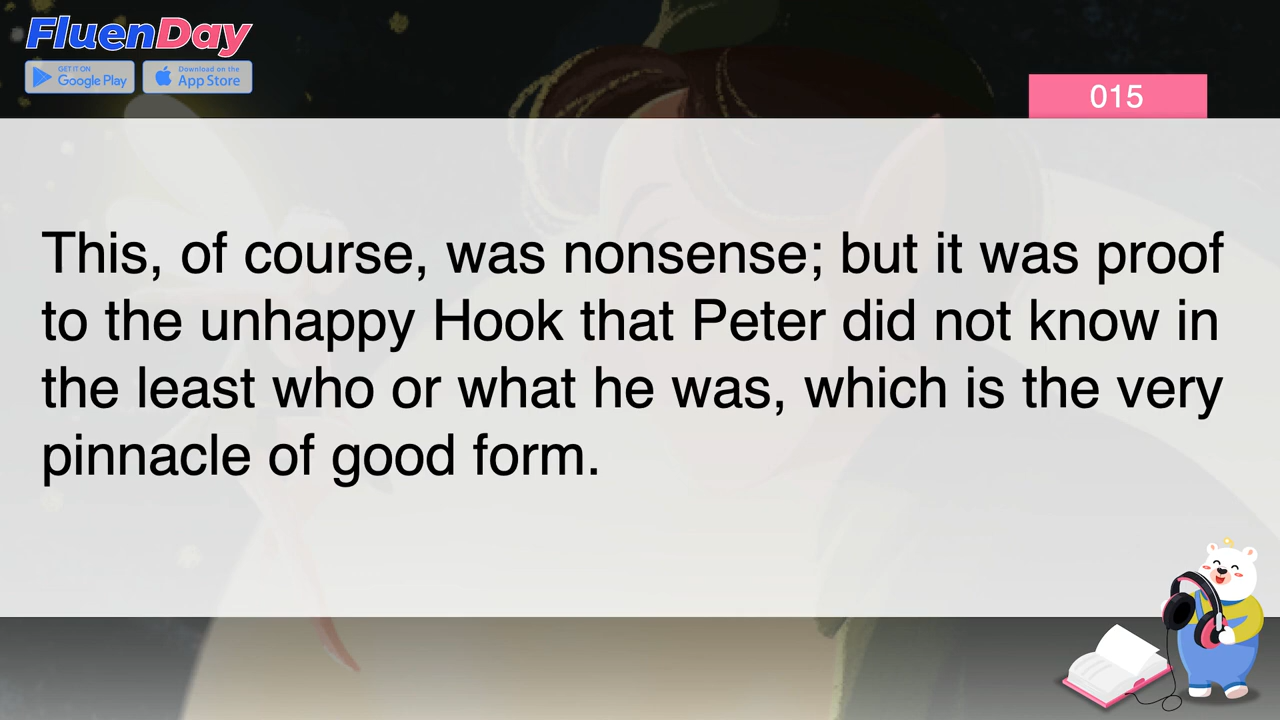 FluenDay
GET IT ON
Google Play
Download on the
App Store
015
This, of course, was nonsense; but it was proof
to the unhappy Hook that Peter did not know in
the least who or what he was, which is the very
pinnacle of good form.